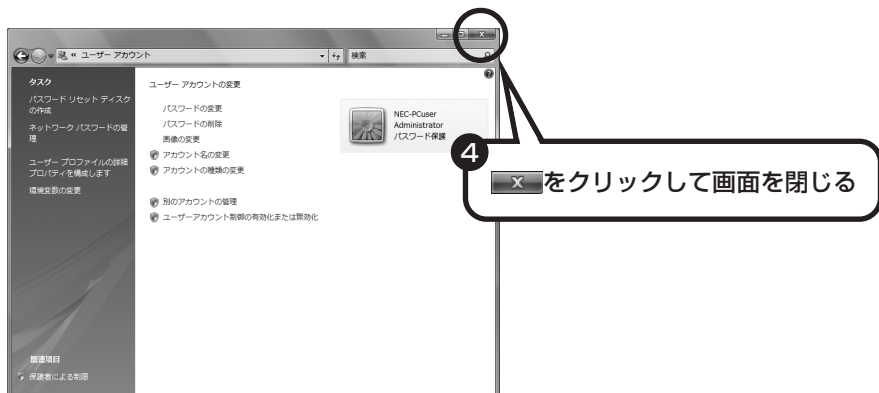 « ユーザー アカウント
検索
タスク
パスワード リセット ディスク
の作成
ネットワーク パスワードの管
理
ユーザー プロファイルの詳細
プロパティを構成します
環境変数の変更
関連項目
保護者による制限
ユーザー アカウントの変更
パスワードの変更
パスワードの削除
画像の変更
アカウント名の変更
アカウントの種類の変更
別のアカウントの管理
ユーザーアカウント制御の有効化または無効化
NEC-PCuser
Administrator
パスワード保護
4
x をクリックして画面を閉じる